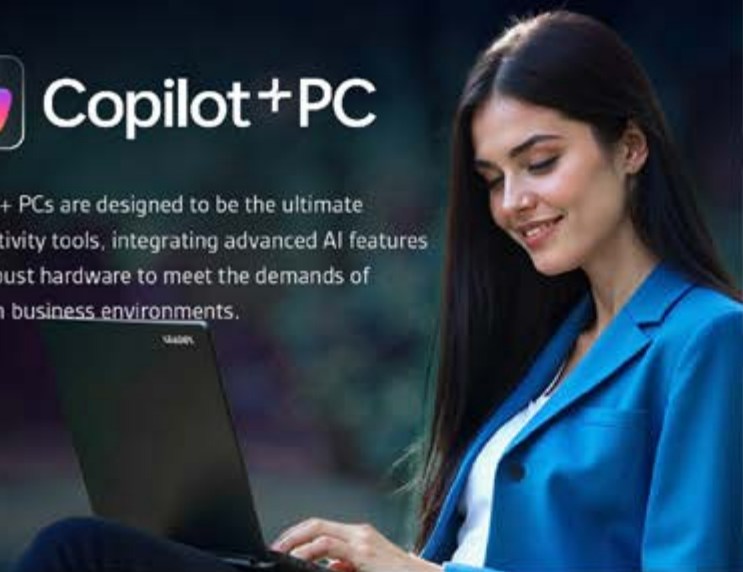 Copilot+PC
+ PCs are designed to be the ultimate
tivity tools, integrating advanced AI features
ust hardware to meet the demands of
n business environments.